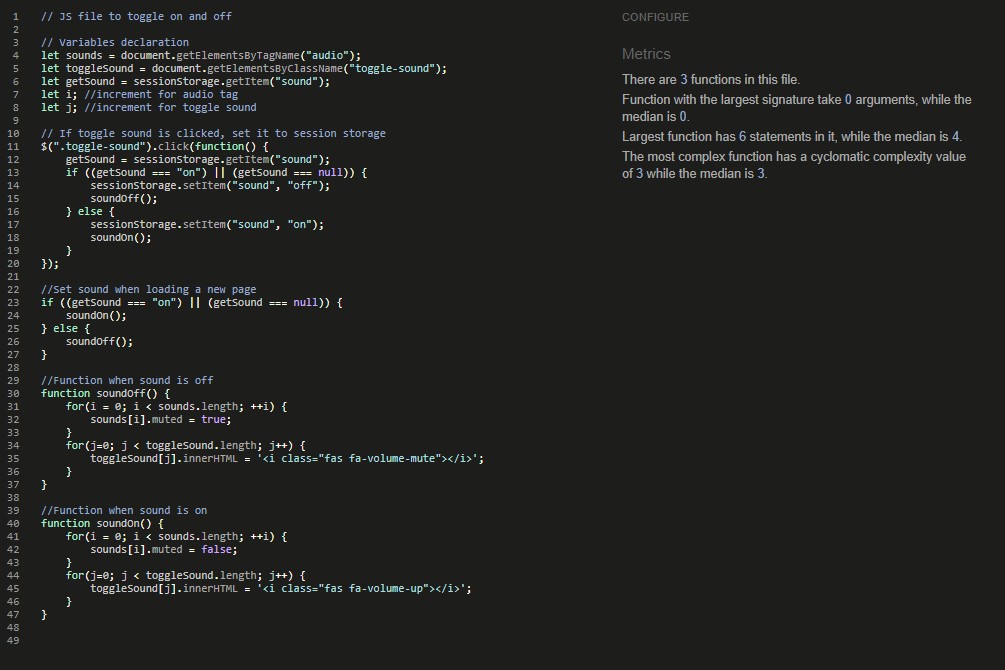 1 // JS file to toggle on and off
2
3 // Variables declaration
4 let sounds = document.getElementsByTagName("audio");
5 let toggleSound = document.getElementsByClassName("toggle-sound");
6 let getSound = sessionStorage.getItem("sound");
7 let i; //increment for audio tag
8 let j; //increment for toggle sound
9
10 // If toggle sound is clicked, set it to session storage
11 $(".toggle-sound").click(function() {
12     getSound = sessionStorage.getItem("sound");
13     if ((getSound === "on") || (getSound === null)) {
14         sessionStorage.setItem("sound", "off");
15         soundOff();
16     } else {
17         sessionStorage.setItem("sound", "on");
18         soundOn();
19     }
20 });
21
22 //Set sound when loading a new page
23 if ((getSound === "on") || (getSound === null)) {
24     soundOn();
25 } else {
26     soundOff();
27 }
28
29 //Function when sound is off
30 function soundOff() {
31     for(i = 0; i < sounds.length; ++i) {
32         sounds[i].muted = true;
33     }
34     for(j=0; j < toggleSound.length; j++) {
35         toggleSound[j].innerHTML = '<i class="fas fa-volume-mute"></i>';
36     }
37 }
38
39 //Function when sound is on
40 function soundOn() {
41     for(i = 0; i < sounds.length; ++i) {
42         sounds[i].muted = false;
43     }
44     for(j=0; j < toggleSound.length; j++) {
45         toggleSound[j].innerHTML = '<i class="fas fa-volume-up"></i>';
46     }
47 }
48
49
CONFIGURE
Metrics
There are 3 functions in this file.
Function with the largest signature take 0 arguments, while the
median is 0.
Largest function has 6 statements in it, while the median is 4.
The most complex function has a cyclomatic complexity value
of 3 while the median is 3.